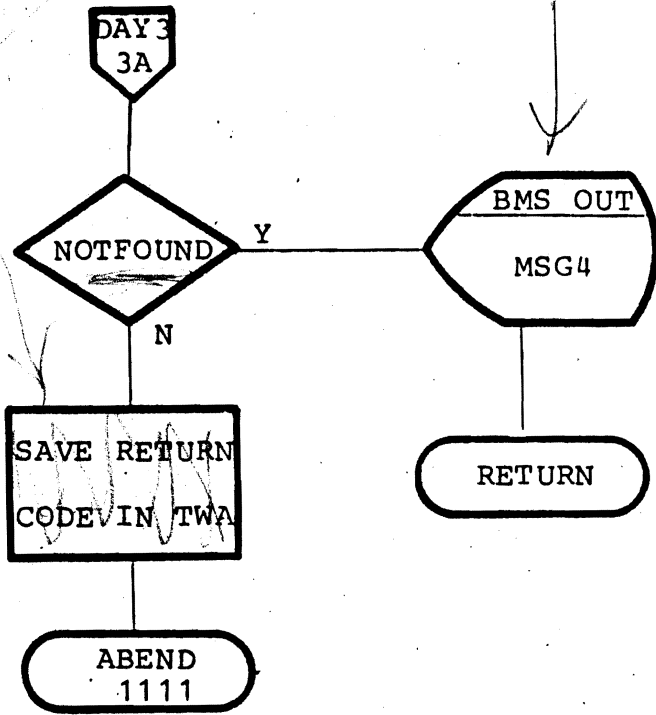 DAY3
3A
NOTFOUND
Y
N
BMS OUT
MSG4
SAVE RETURN
CODE IN TWA
RETURN
ABEND
1111